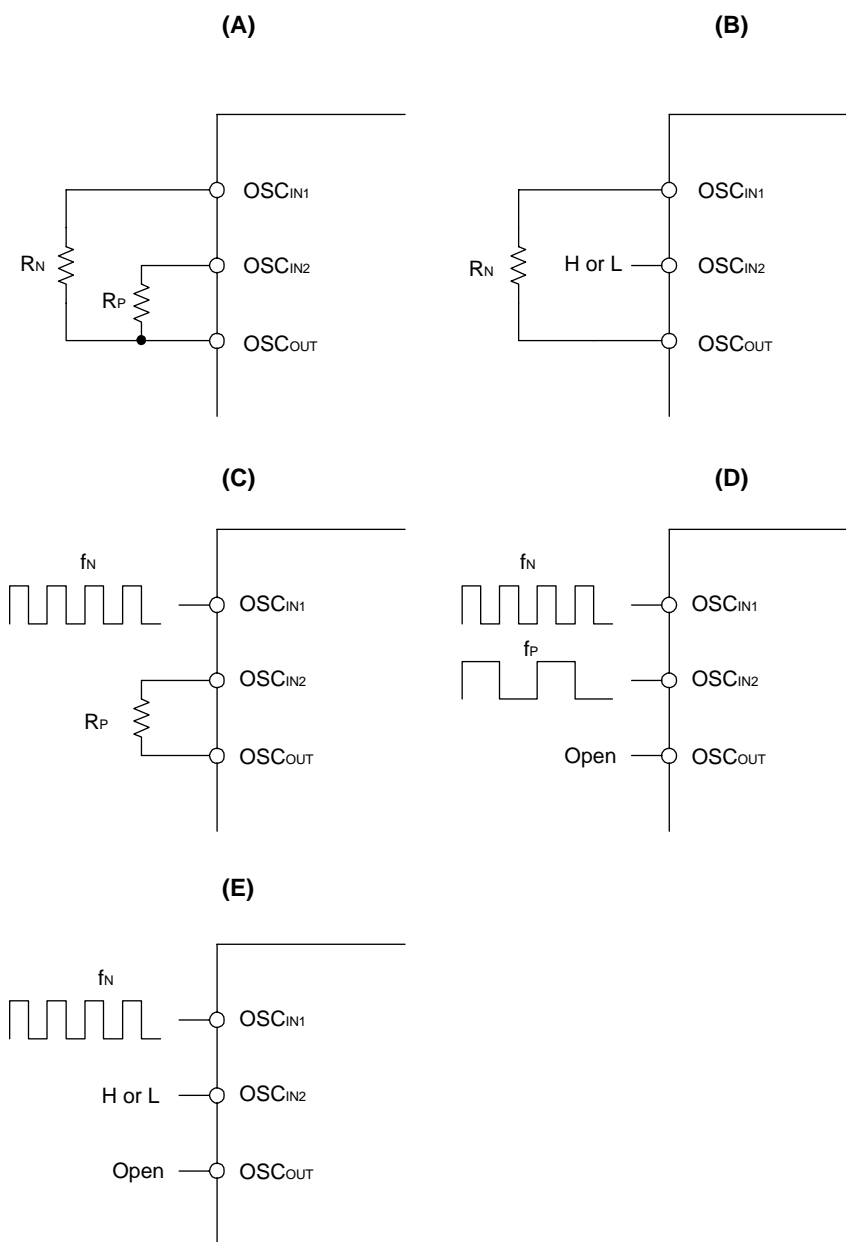 (A)
OSCIN1
RN
OSCIN2
RP
OSCOUT
(B)
OSCIN1
RN
H or L
OSCIN2
OSCOUT
(C)
fN
OSCIN1
OSCIN2
RP
OSCOUT
(D)
fN
OSCIN1
fP
OSCIN2
Open
OSCOUT
(E)
fN
OSCIN1
H or L
OSCIN2
Open
OSCOUT